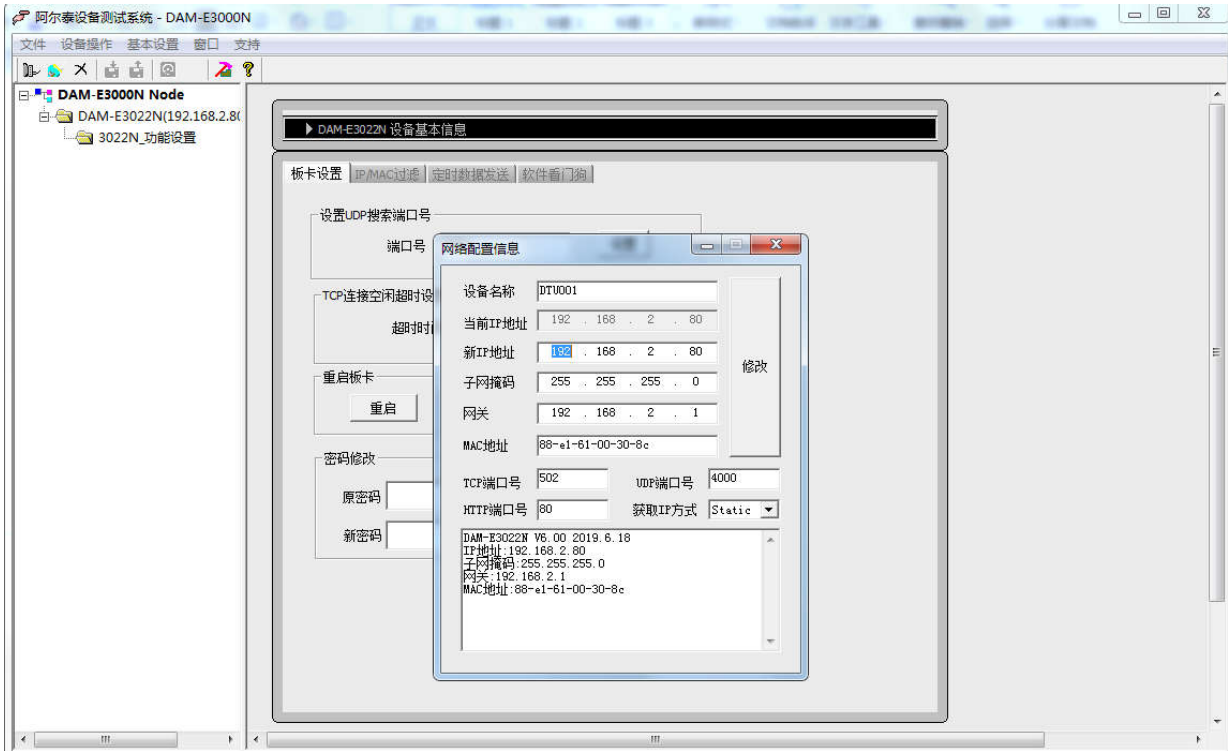 阿尔泰设备测试系统 - DAM-E3000N
文件 设备操作 基本设置 窗口 支持
DAM-E3000N Node
DAM-E3022N(192.168.2.80
3022N_功能设置
DAM-E3022N 设备基本信息
板卡设置 IP/MAC过滤 定时数据发送 软件看门狗
设置UDP搜索端口号
端口号
TCP连接空闲超时设
超时时
重启板卡
重启
密码修改
原密码
新密码
网络配置信息
设备名称 DTU001
当前IP地址 192 . 168 . 2 . 80
新IP地址 192 . 168 . 2 . 80
子网掩码 255 . 255 . 255 . 0
网关 192 . 168 . 2 . 1
MAC地址 88-e1-61-00-30-8c
修改
TCP端口号 502 UDP端口号 4000
HTTP端口号 80 获取IP方式 Static
DAM-E3022N V6.00 2019.6.18
IP地址:192.168.2.80
子网掩码:255.255.255.0
网关:192.168.2.1
MAC地址:88-e1-61-00-30-8c